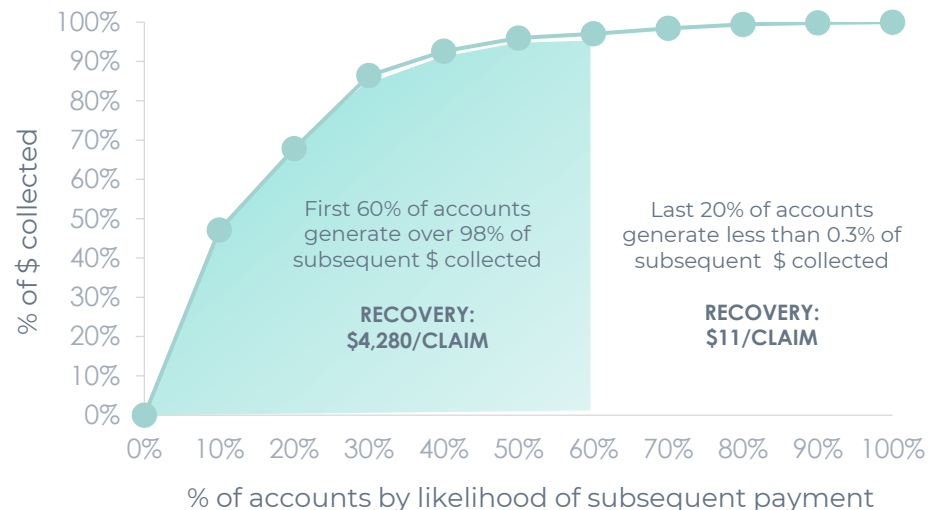 % of $ collected
100%
90%
80%
70%
60%
50%
40%
30%
20%
10%
0%
First 60% of accounts
generate over 98% of
subsequent $ collected
RECOVERY:
$4,280/CLAIM
Last 20% of accounts
generate less than 0.3% of
subsequent  $ collected
RECOVERY:
$11/CLAIM
0% 10% 20% 30% 40% 50% 60% 70% 80% 90% 100%
% of accounts by likelihood of subsequent payment